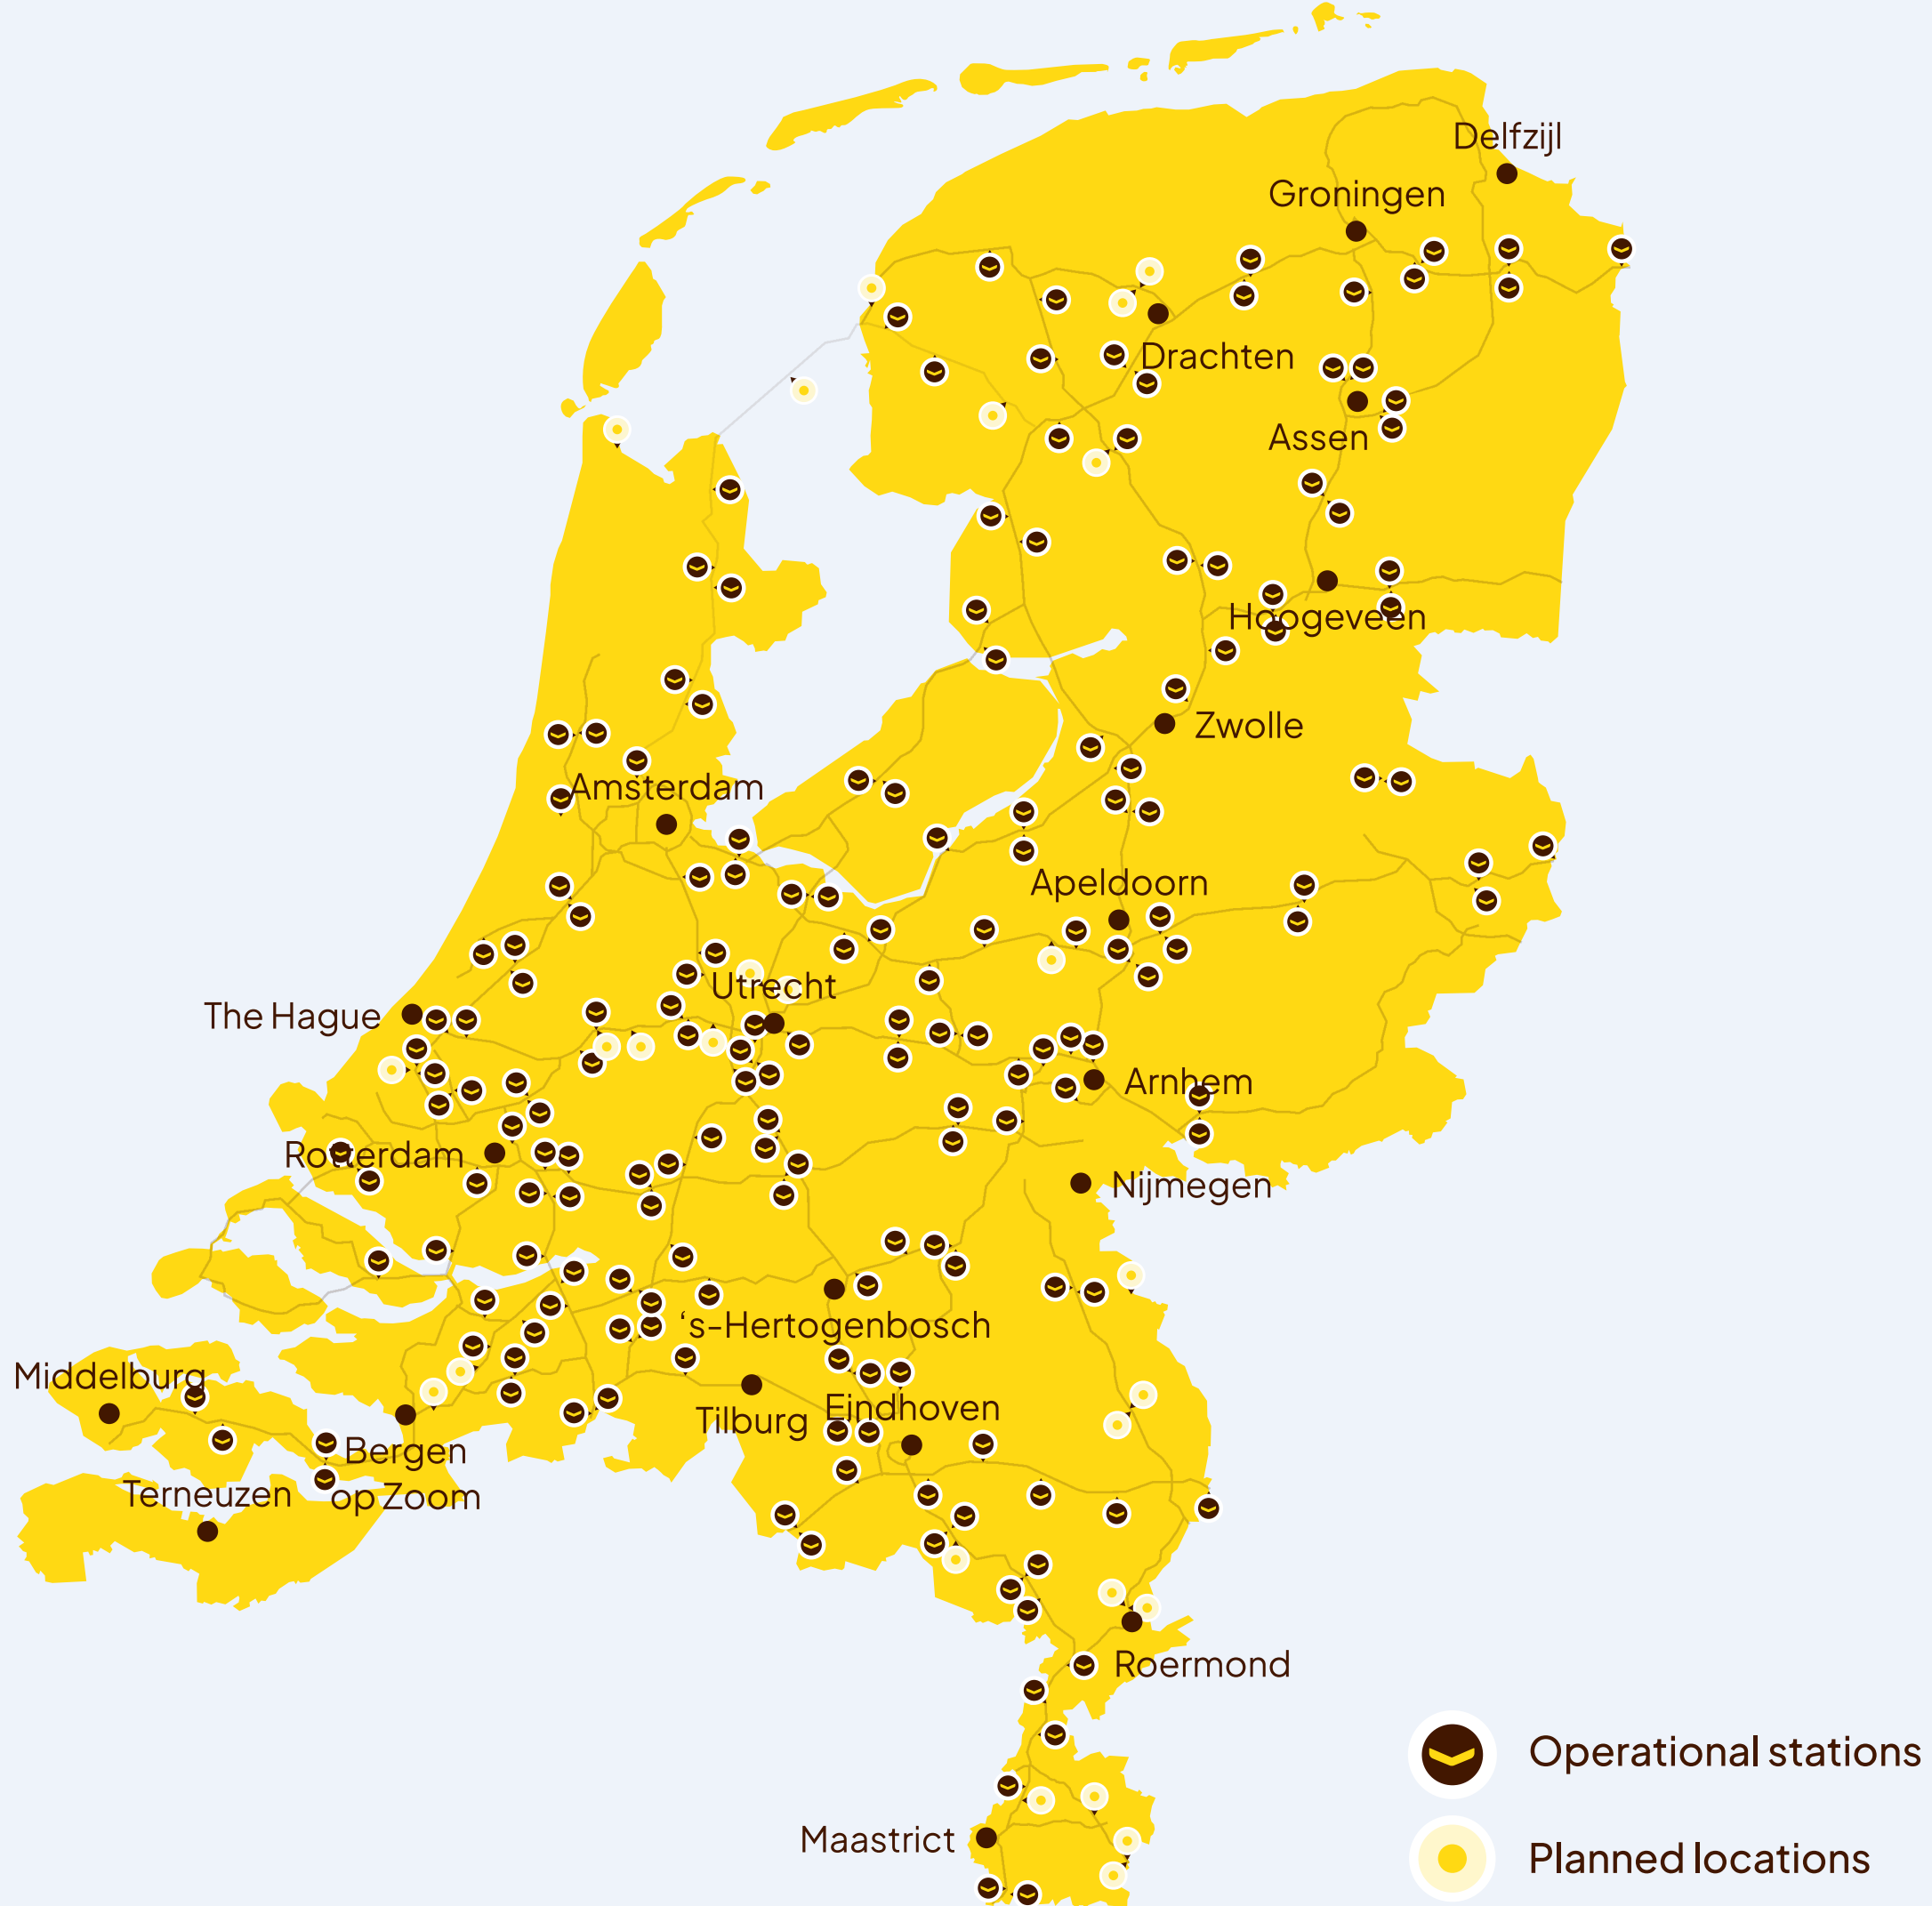 Delfzijl
Groningen
Drachten
Assen
Hoogeveen
Zwolle
Amsterdam
Apeldoorn
Utrecht
The Hague
Arnhem
Rotterdam
Nijmegen
‘s-Hertogenbosch
Middelburg
Tilburg
Eindhoven
Bergen
op Zoom
Terneuzen
Roermond
Operational stations
Maastrict
Planned locations